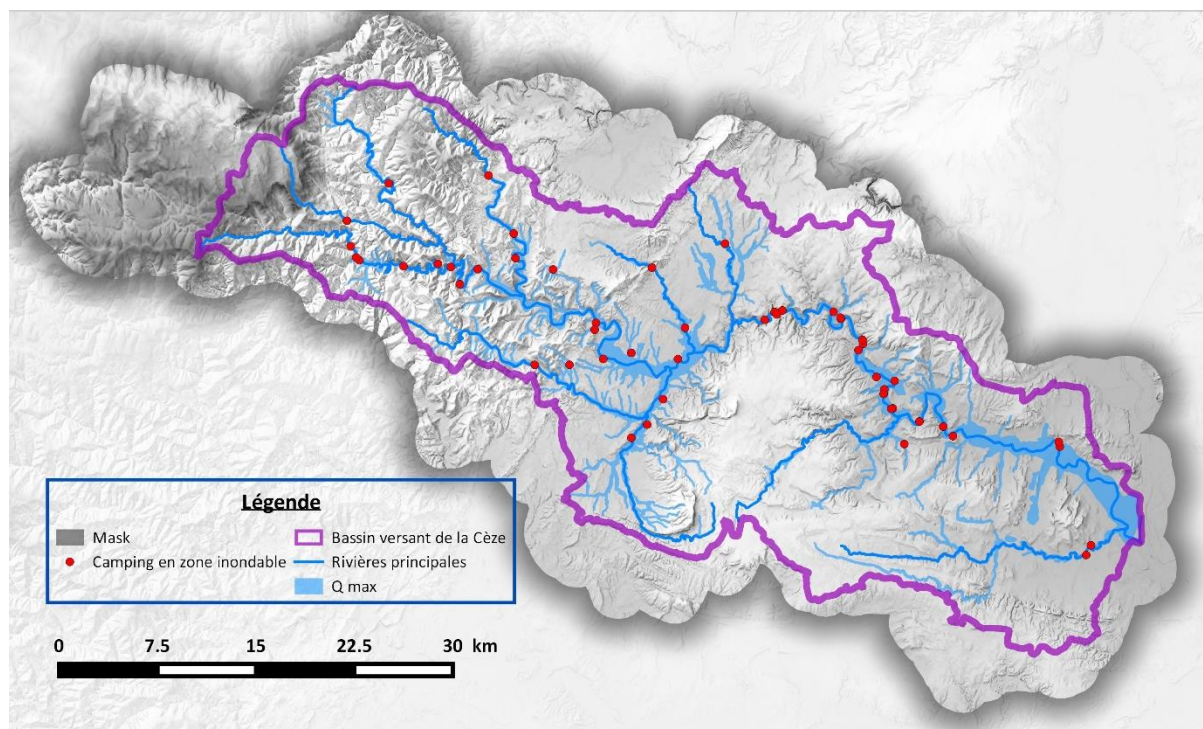 Légende
Mask
Bassin versant de la Cèze
Camping en zone inondable
Rivières principales
Q max
0 7.5 15 22.5 30 km